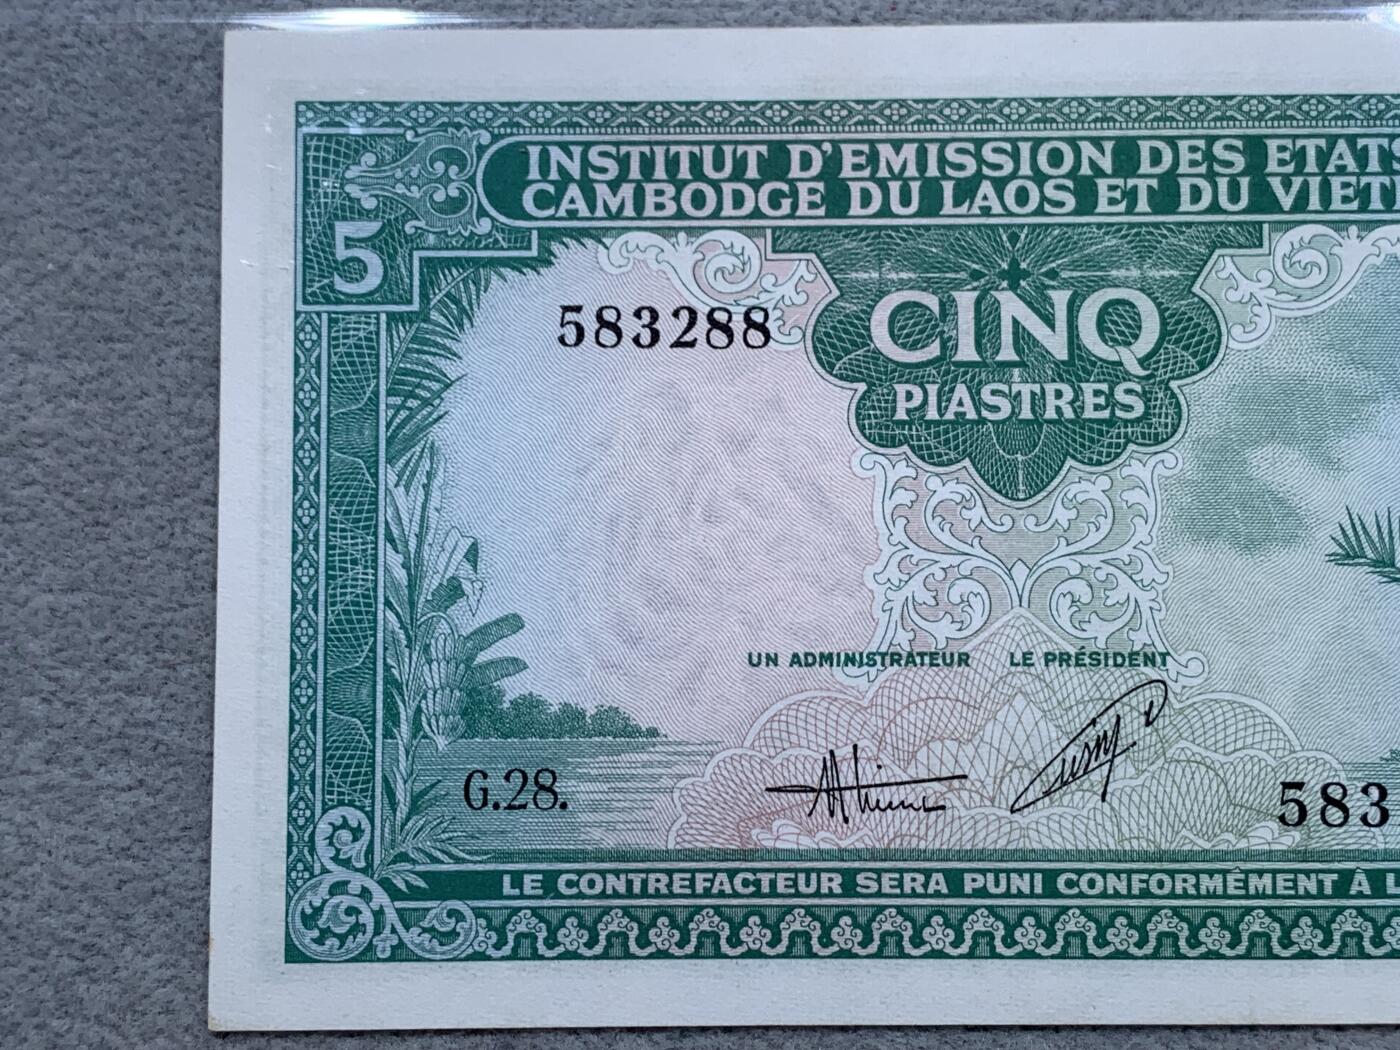 INSTITUT D'EMISSION DES ETATS
CAMBODGE DU LAOS ET DU VIET
5
583288
CINQ
PIASTRES
UN ADMINISTRATEUR LE PRÉSIDENT
G.28.
583
LE CONTREFACTEUR SERA PUNI CONFORMÉMENT À